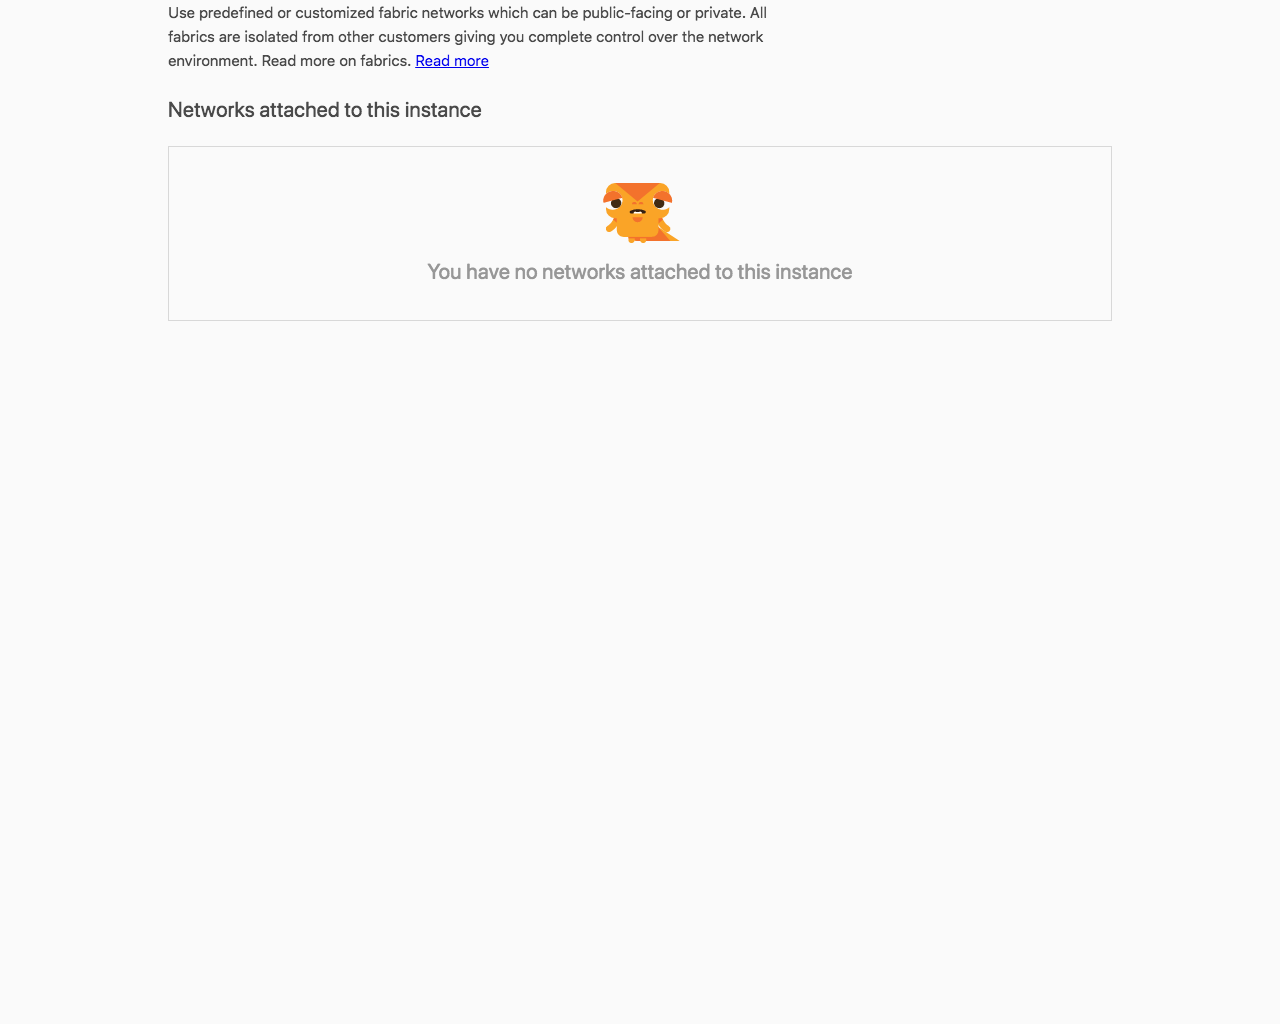 Use predefined or customized fabric networks which can be public-facing or private. All
fabrics are isolated from other customers giving you complete control over the network
environment. Read more on fabrics. Read more
Networks attached to this instance
You have no networks attached to this instance